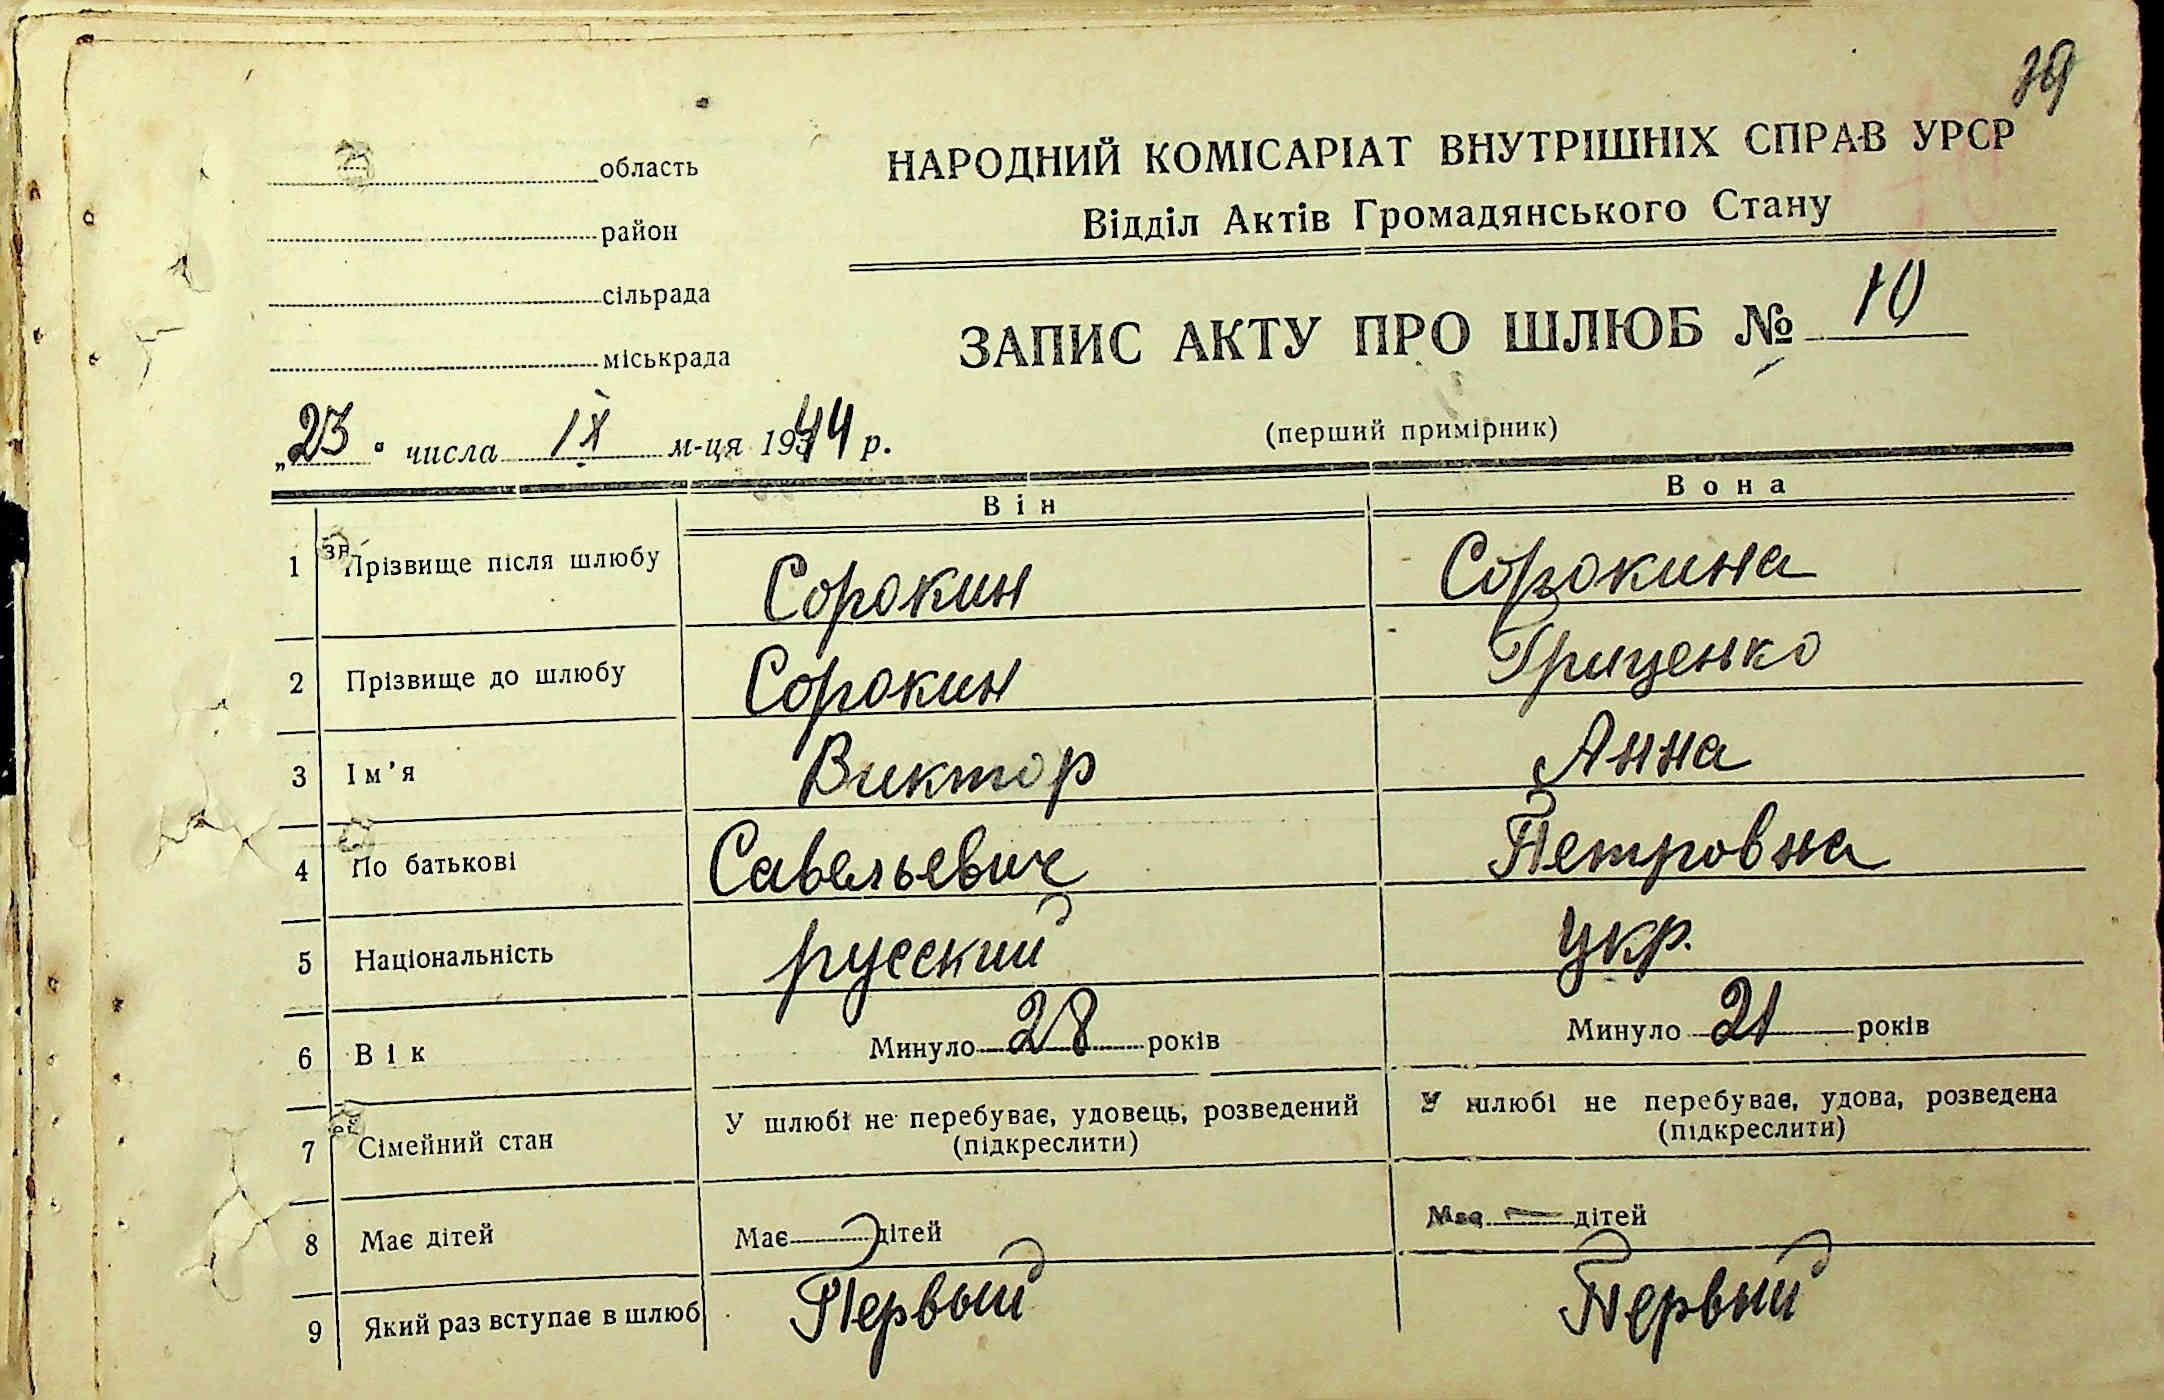 19
область
район
сільрада
міськрада
НАРОДНИЙ КОМІСАРІАТ ВНУТРІШНІХ СПРАВ УРСР
Відділ Актів Громадянського Стану
ЗАПИС АКТУ ПРО ШЛЮБ № 10
(перший примірник)
„23" числа IX м-ця 1944 р.
Він Вона
1 Прізвище після шлюбу Сорокин Сорокина
2 Прізвище до шлюбу Сорокин Гриценко
3 Ім'я Виктор Анна
4 По батькові Савельевич Петровна
5 Національність русский укр.
6 Вік Минуло 28 років Минуло 21 років
7 Сімейний стан У шлюбі не перебуває, удовець, розведений (підкреслити) У шлюбі не перебуває, удова, розведена (підкреслити)
8 Має дітей Має дітей Має — дітей
9 Який раз вступає в шлюб Первый Первый